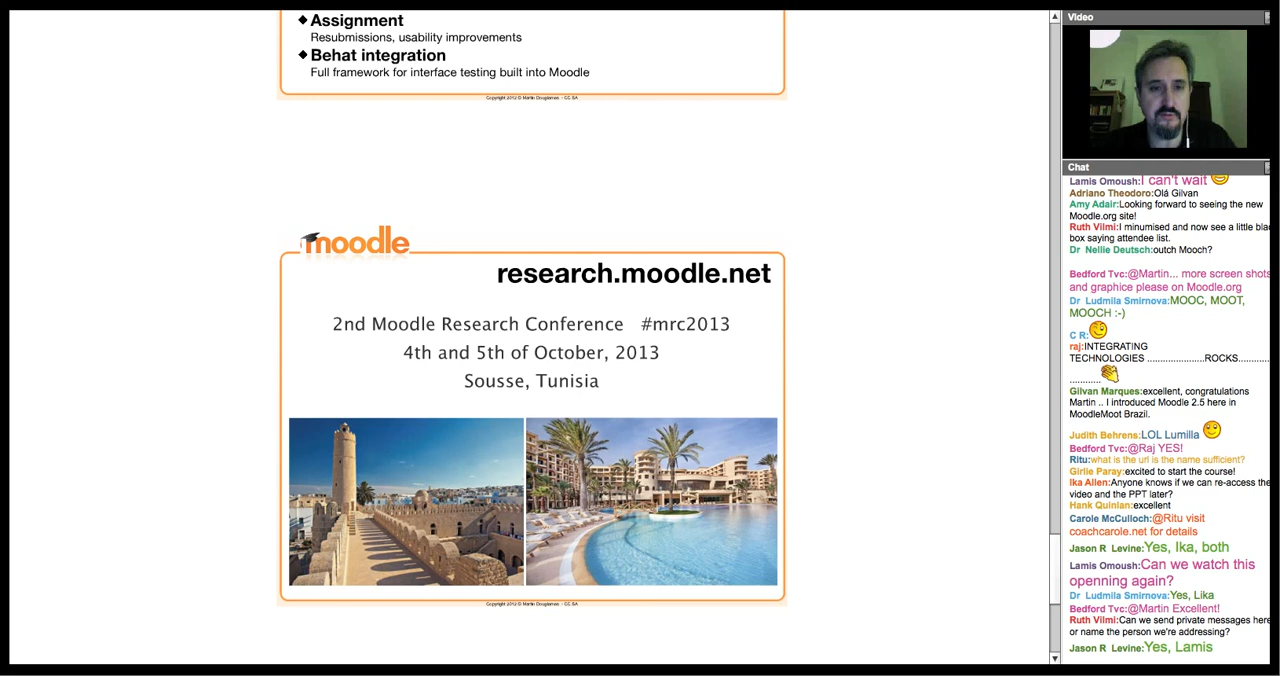 Assignment
Resubmissions, usability improvements
Behat integration
Full framework for interface testing built into Moodle
Copyright 2013 © Martin Dougiamas - CC BA
moodle
research.moodle.net
2nd Moodle Research Conference #mrc2013
4th and 5th of October, 2013
Sousse, Tunisia
Video
Chat
Lamis Omoush:I can't wait
Adriano Theodoro:Olá Gilvan
Amy Adair:Looking forward to seeing the new
Moodle.org site!
Ruth Vilmi:I minumised and now see a little blac
box saying attendee list.
Dr Nellie Deutsch:outch Mooch?
Bedford Tvc:@Martin... more screen shots
and graphice please on Moodle.org
Dr Ludmila Smirnova:MOOC, MOOT,
MOOCH :-)
C R:
raj:INTEGRATING
TECHNOLOGIES ......................ROCKS............
............
Gilvan Marques:excellent, congratulations
Martin .. I introduced Moodle 2.5 here in
MoodleMoot Brazil.
Judith Behrens:LOL Lumilla
Bedford Tvc:@Raj YES!
Ritu:what is the url is the name sufficient?
Girlie Paray:excited to start the course!
Ika Allen:Anyone knows if we can re-access the
video and the PPT later?
Hank Quinlan:excellent
Carole McCulloch:@Ritu visit
coachcarole.net for details
Jason R Levine:Yes, Ika, both
Lamis Omoush:Can we watch this
openning again?
Dr Ludmila Smirnova:Yes, Lika
Bedford Tvc:@Martin Excellent!
Ruth Vilmi:Can we send private messages here
or name the person we're addressing?
Jason R Levine:Yes, Lamis